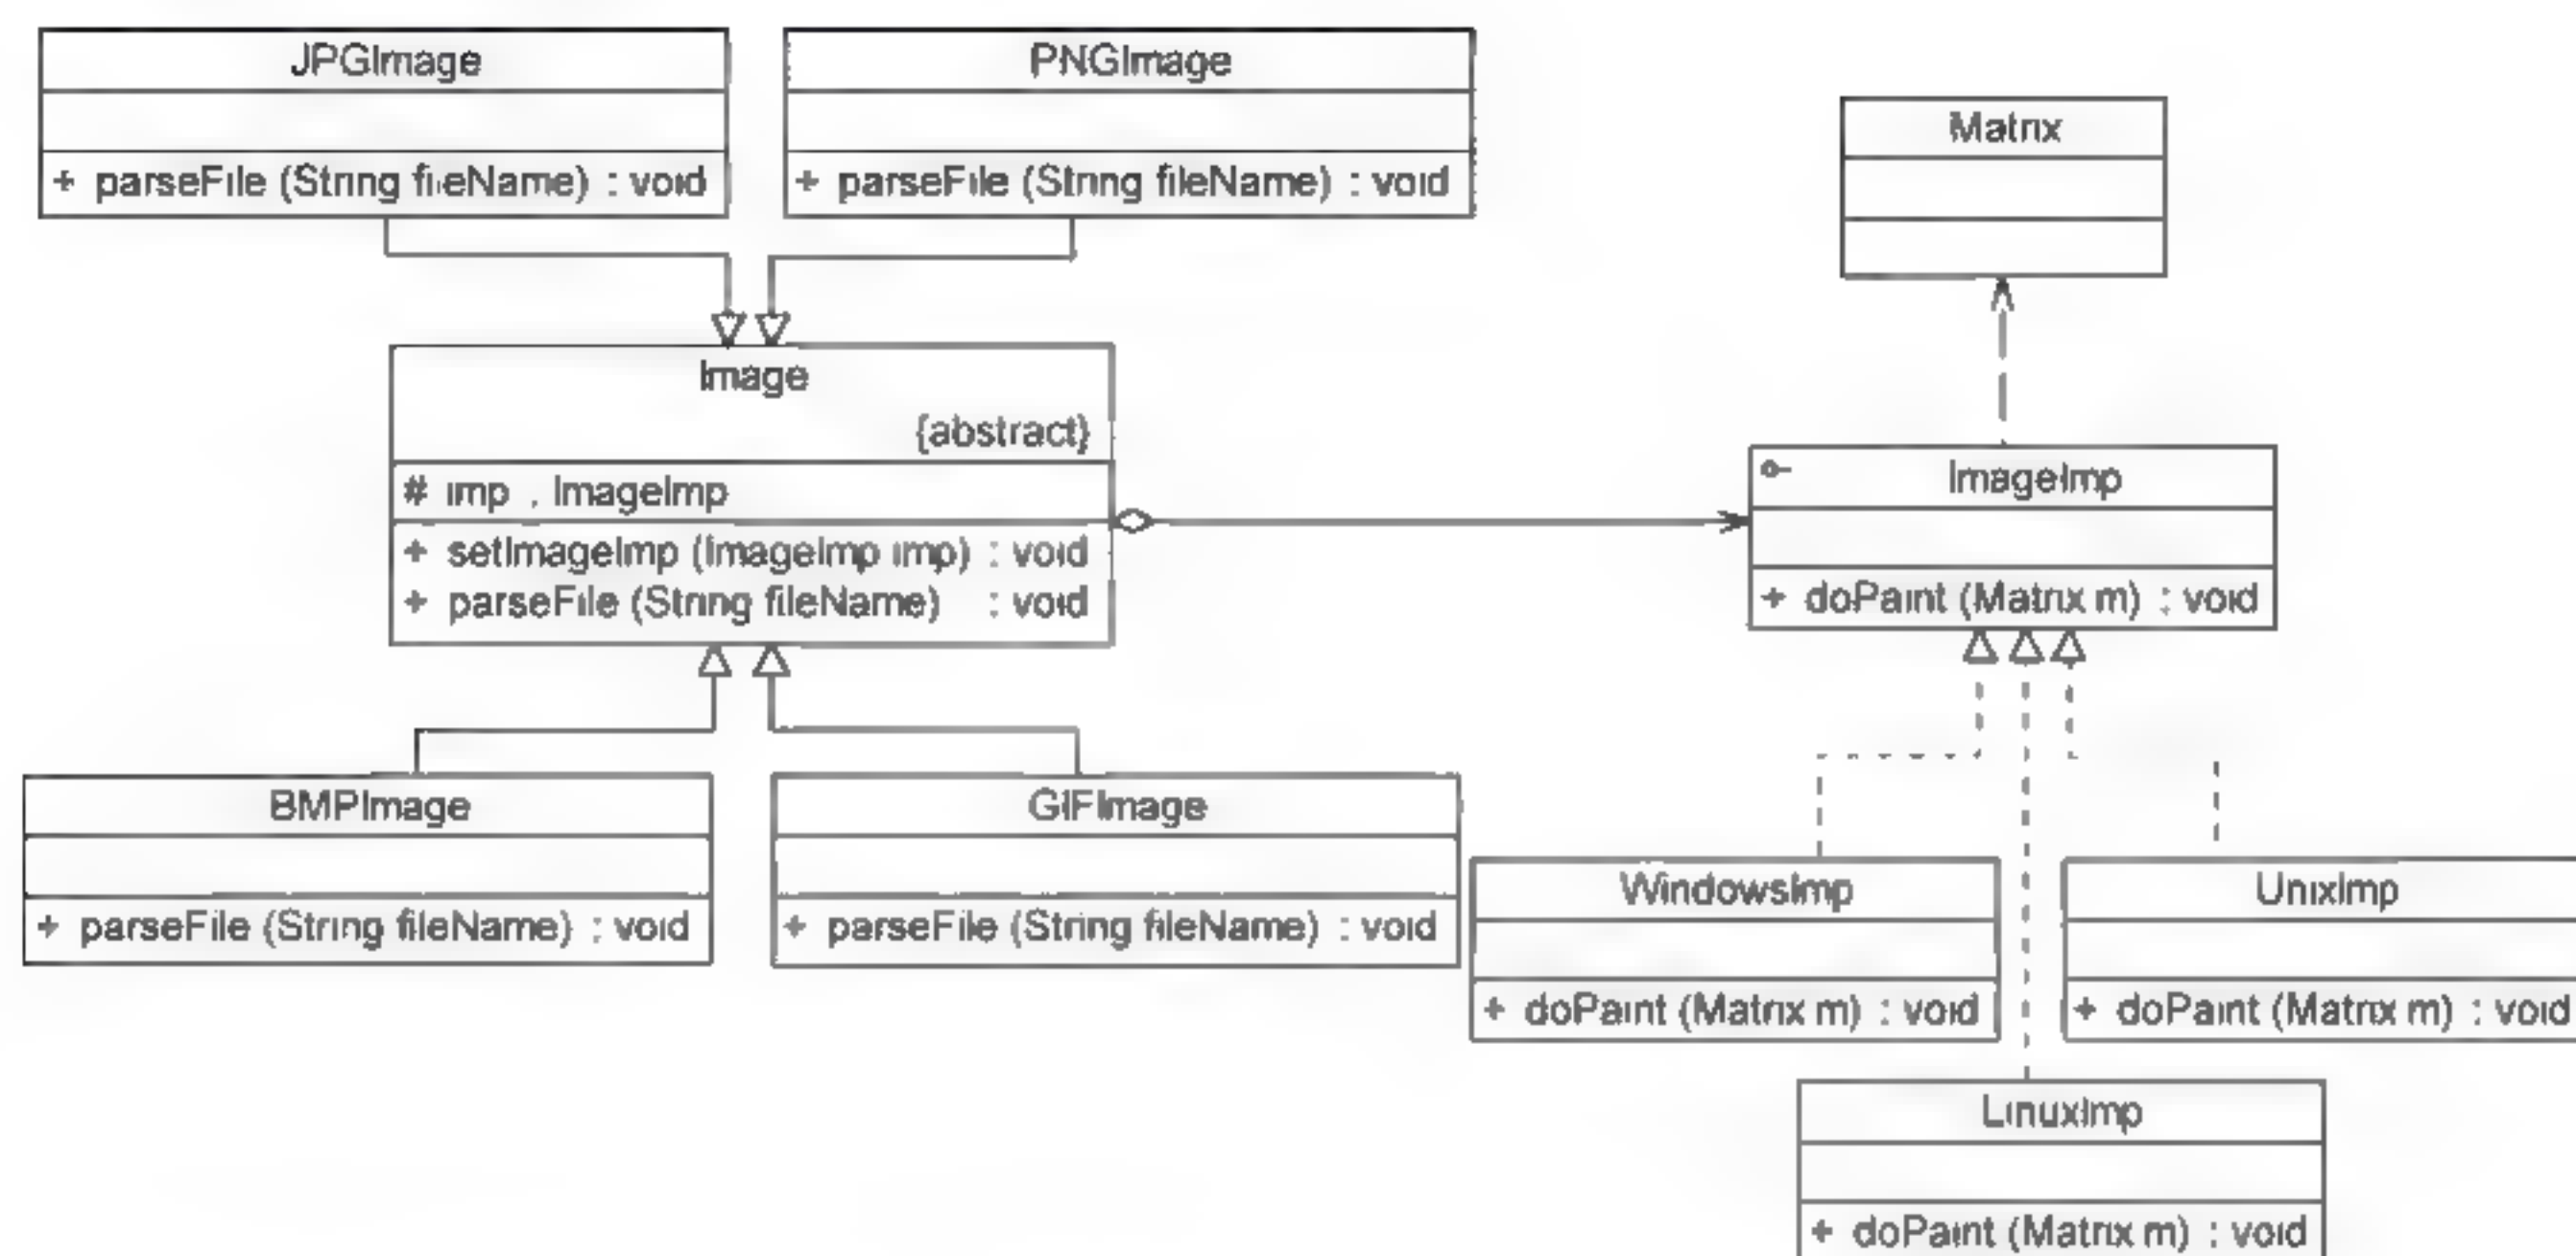 JPGImage
+ parseFile (String fileName) : void
PNGImage
+ parseFile (String fileName) : void
Matrix
Image
{abstract}
# imp : ImageImp
+ setImageImp (ImageImp imp) : void
+ parseFile (String fileName) : void
ImageImp
+ doPaint (Matrix m) : void
BMPImage
+ parseFile (String fileName) : void
GIFImage
+ parseFile (String fileName) : void
WindowsImp
+ doPaint (Matrix m) : void
UnixImp
+ doPaint (Matrix m) : void
LinuxImp
+ doPaint (Matrix m) : void